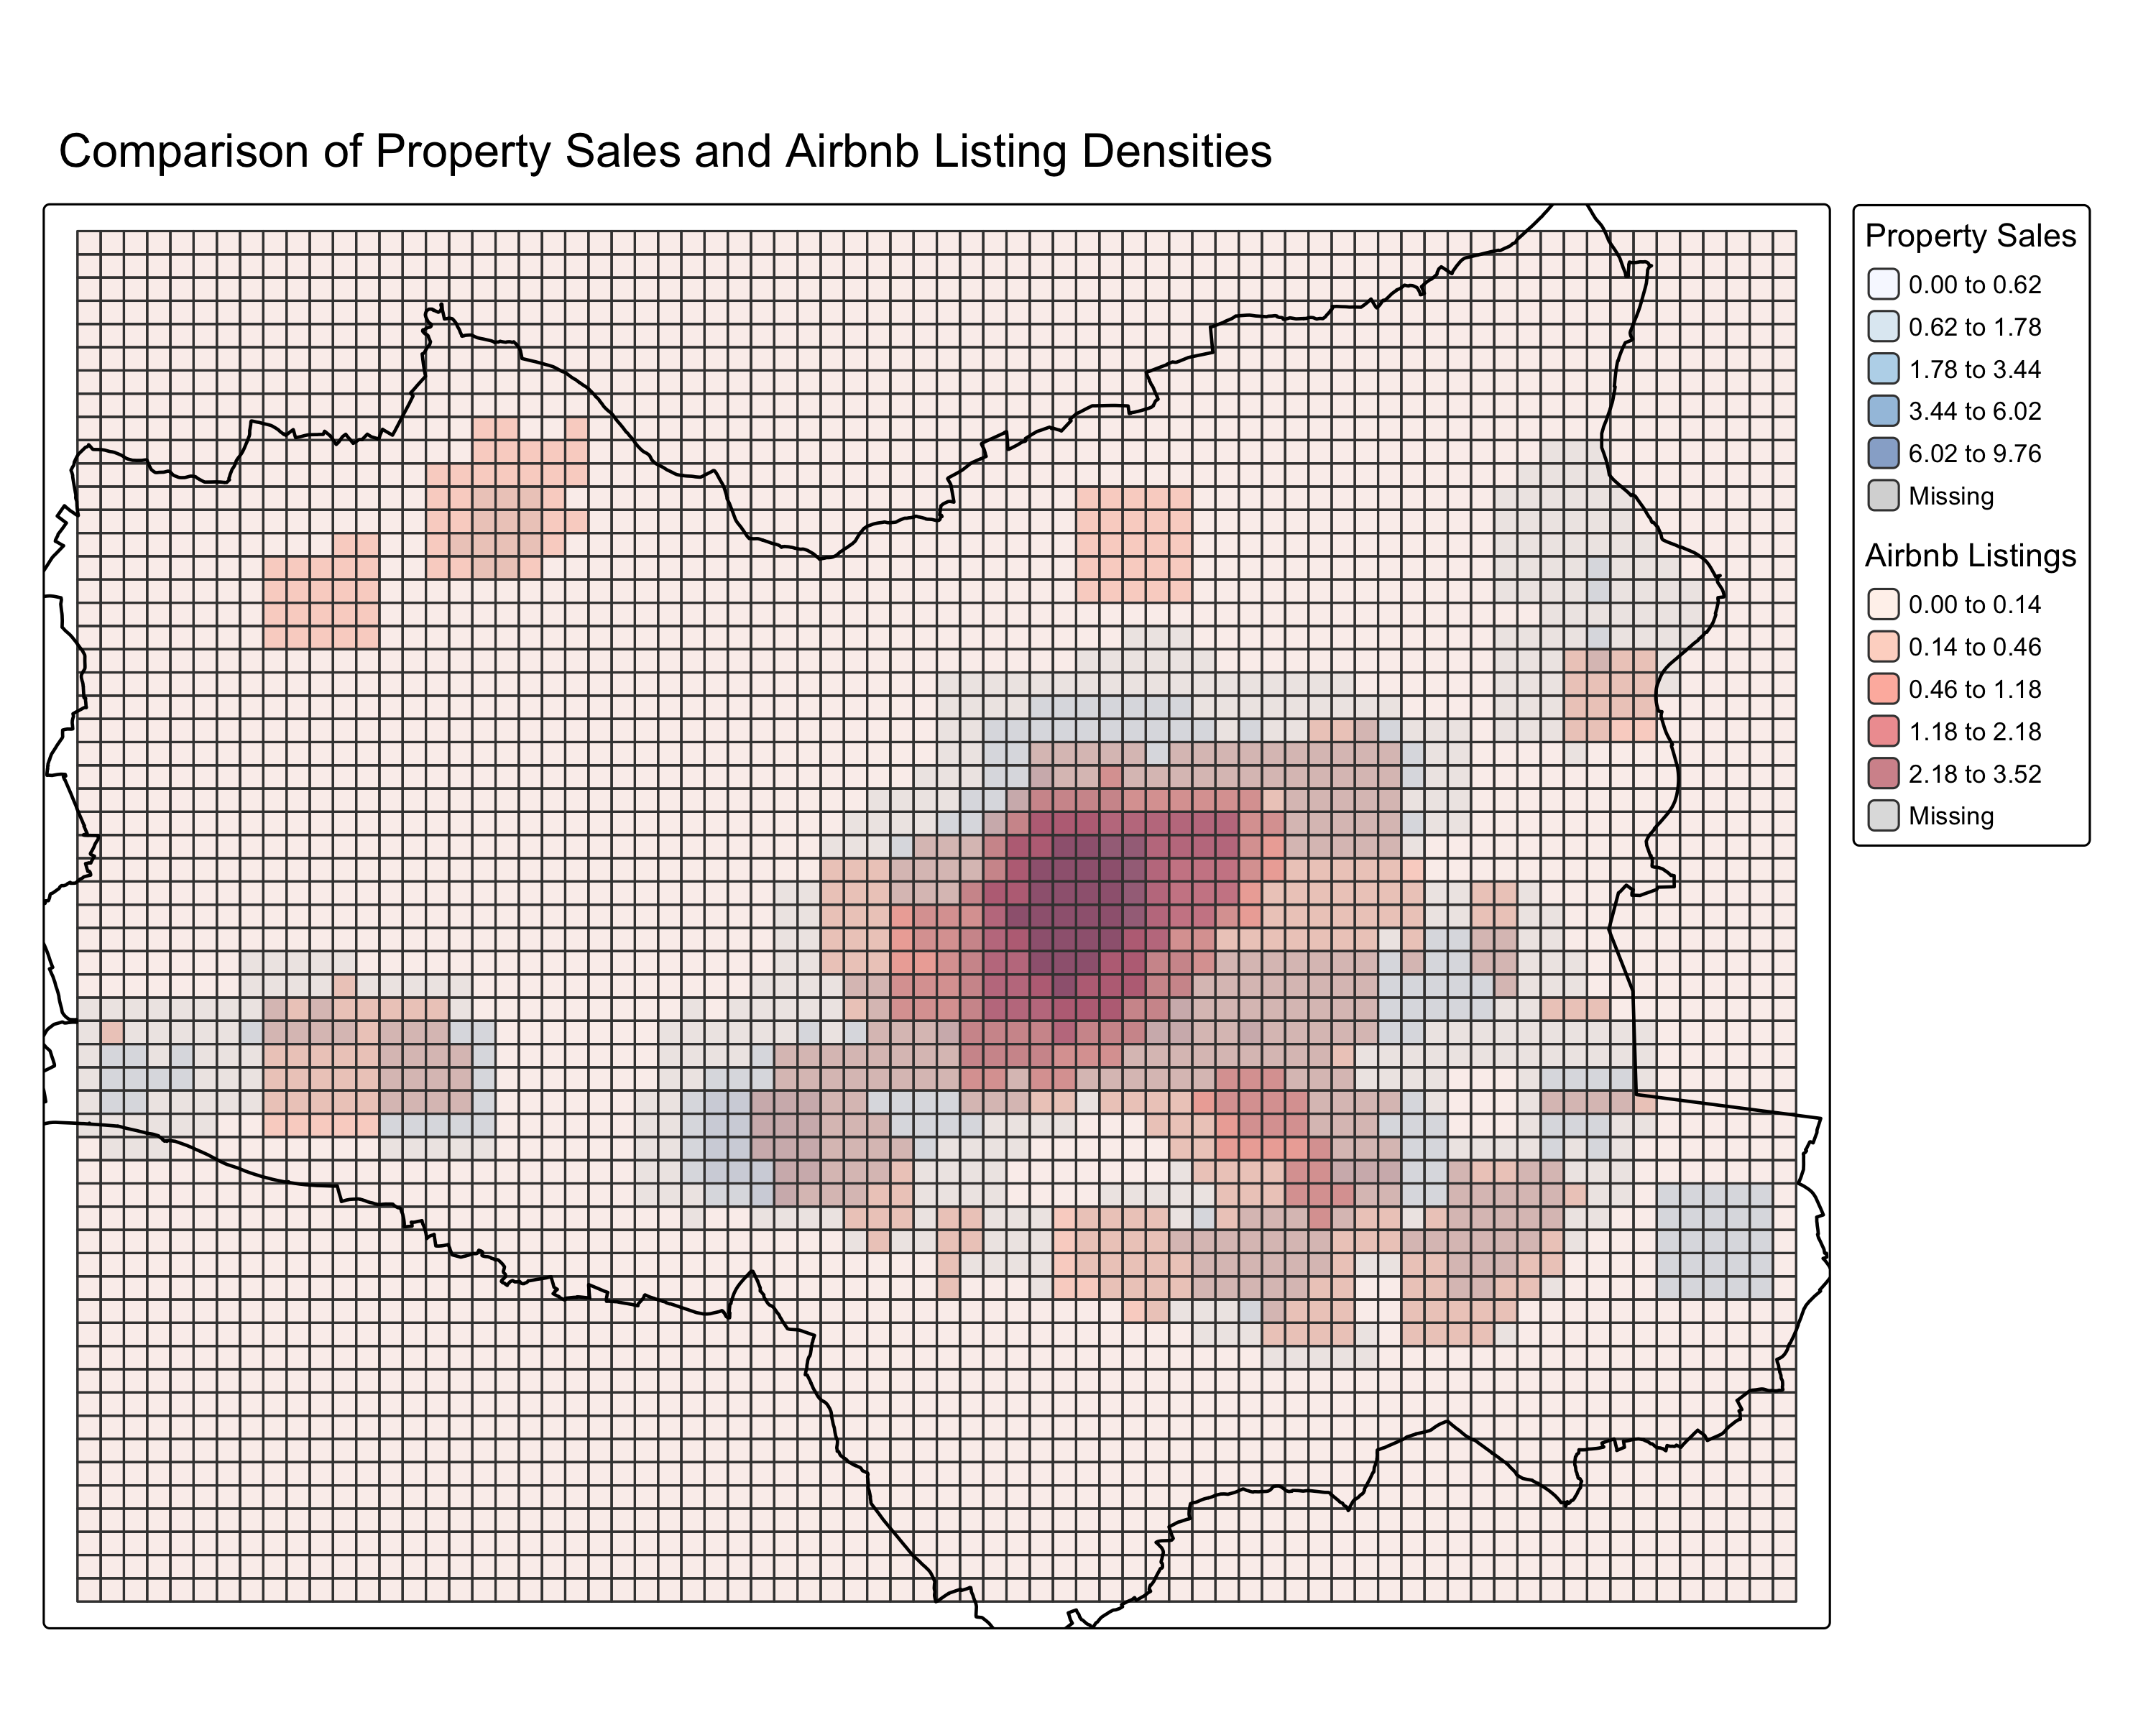 Comparison of Property Sales and Airbnb Listing Densities
Property Sales
0.00 to 0.62
0.62 to 1.78
1.78 to 3.44
3.44 to 6.02
6.02 to 9.76
Missing
Airbnb Listings
0.00 to 0.14
0.14 to 0.46
0.46 to 1.18
1.18 to 2.18
2.18 to 3.52
Missing